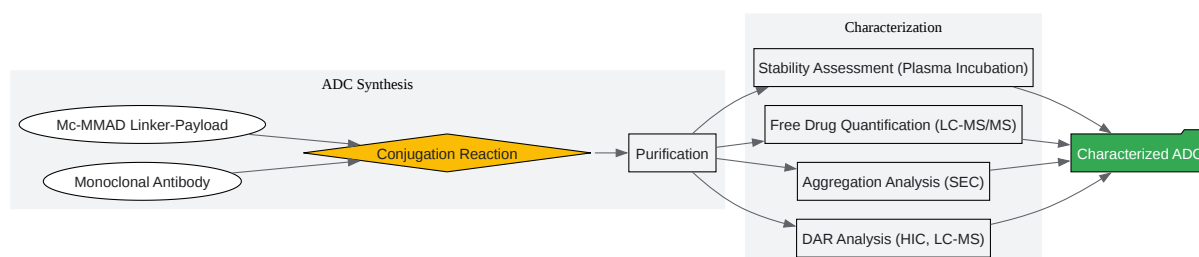 Characterization
Stability Assessment (Plasma Incubation)
ADC Synthesis
Mc-MMAD Linker-Payload
Free Drug Quantification (LC-MS/MS)
Conjugation Reaction
Purification
Characterized ADC
Monoclonal Antibody
Aggregation Analysis (SEC)
DAR Analysis (HIC, LC-MS)